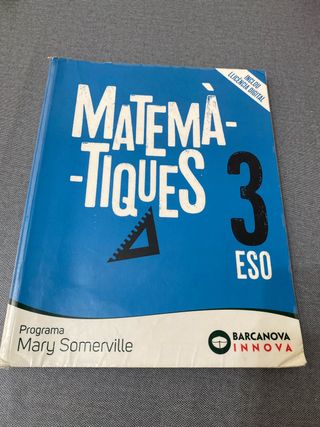 INCLOU
LLICÈNCIA DIGITAL
MATEMÀ-
-TIQUES
3
ESO
Programa
Mary Somerville
BARCANOVA
INNOVA